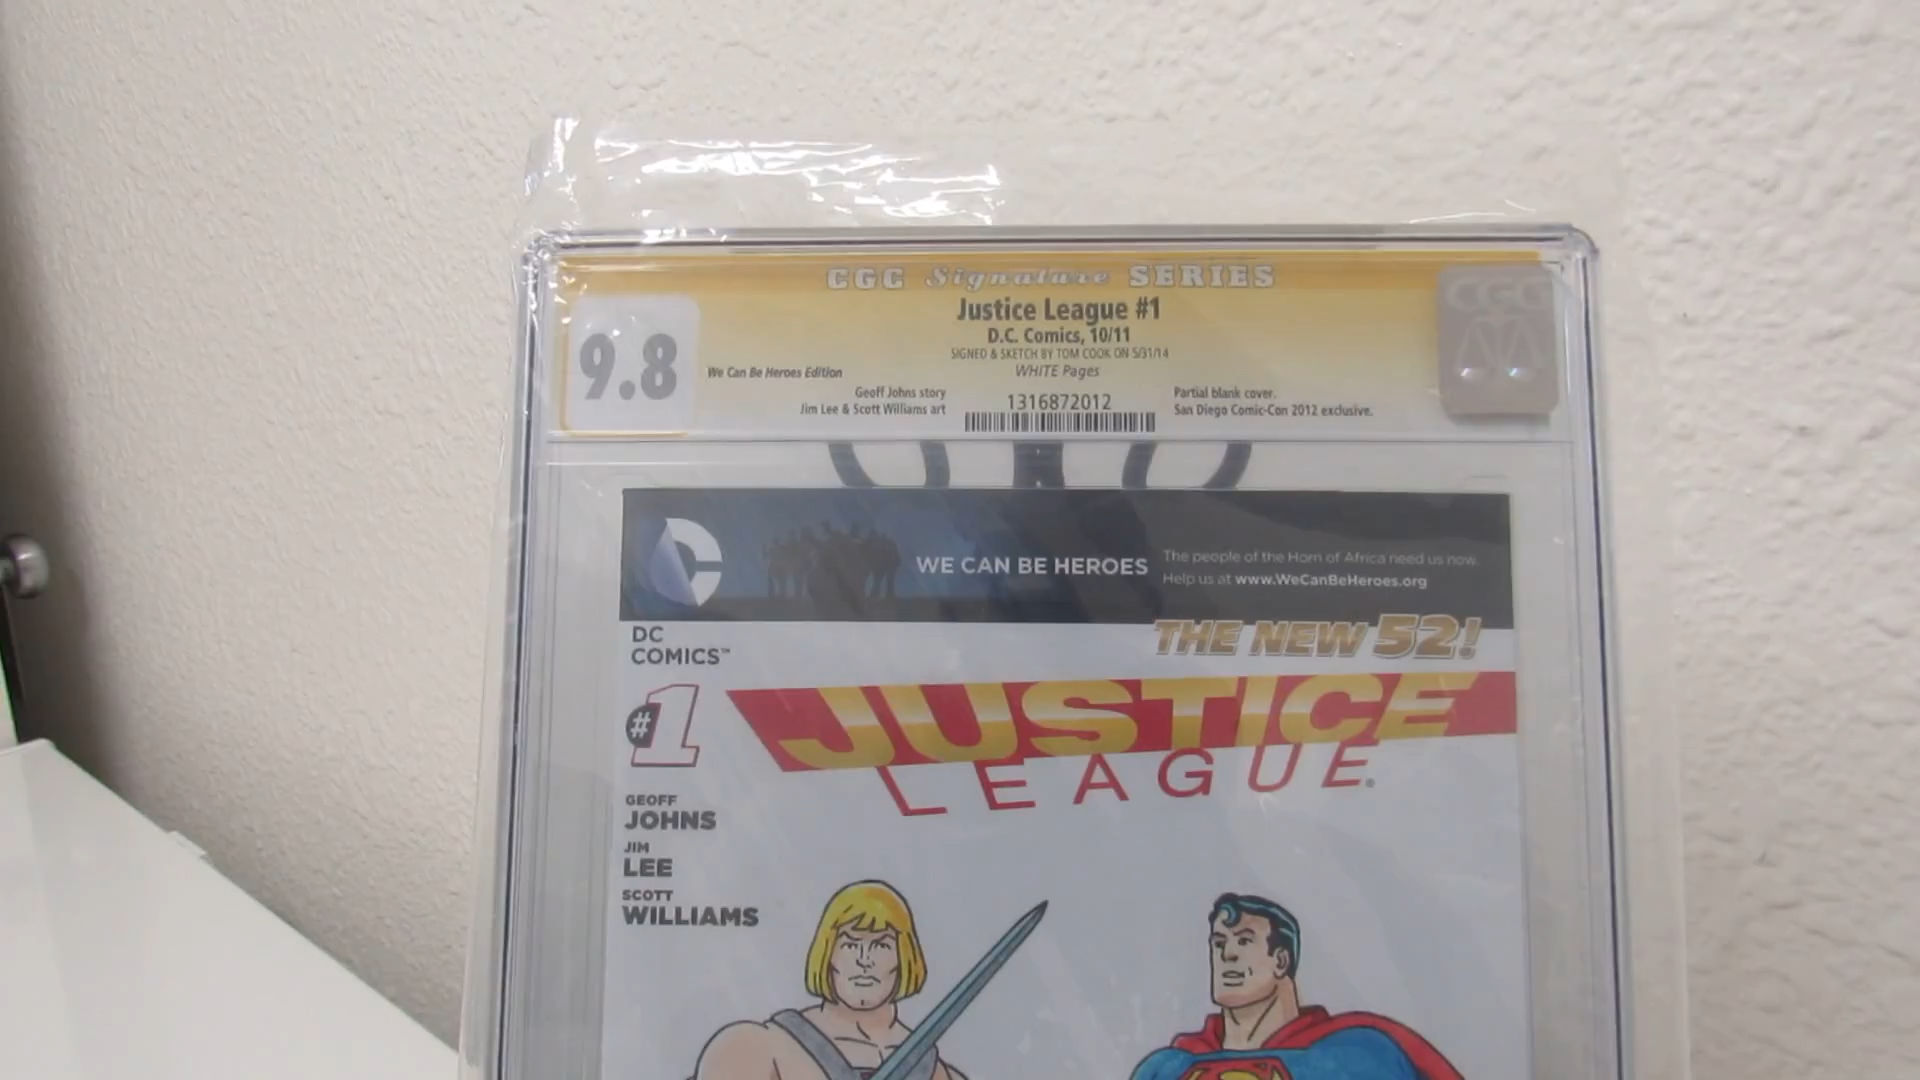 CGC Signature SERIES
Justice League #1
D.C. Comics, 10/11
SIGNED & SKETCH BY TOM COOK ON 5/31/14
WHITE Pages
9.8
We Can Be Heroes Edition
Geoff Johns story
Jim Lee & Scott Williams art
1316872012
Partial blank cover.
San Diego Comic-Con 2012 exclusive.
CGC
WE CAN BE HEROES
The people of the Horn of Africa need us now.
Help us at www.WeCanBeHeroes.org
DC
COMICS™
THE NEW 52!
#1
JUSTICE
LEAGUE®
GEOFF
JOHNS
JIM
LEE
SCOTT
WILLIAMS